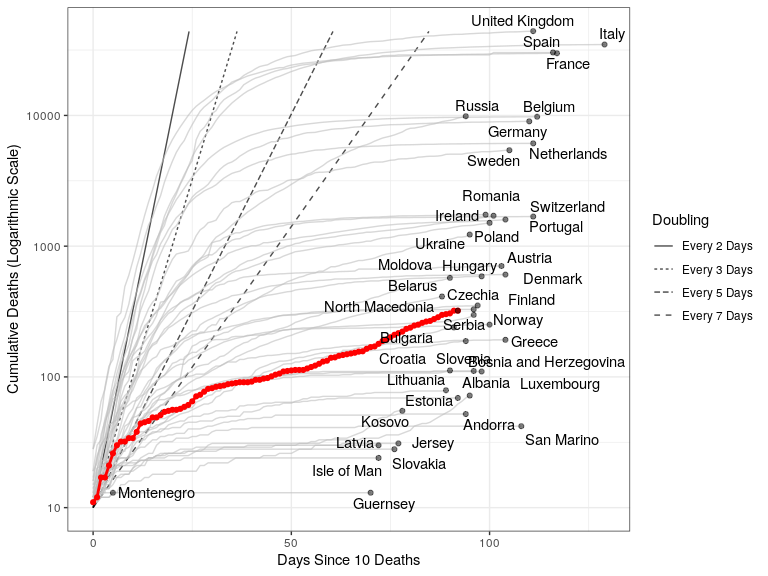 United Kingdom
Italy
Spain
France
Russia
Belgium
10000
Germany
Netherlands
Sweden
Romania
Switzerland
Ireland
Portugal
Poland
Ukraine
1000
Austria
Moldova
Hungary
Denmark
Belarus
Czechia
Finland
North Macedonia
Norway
Serbia
Bulgaria
Greece
Croatia
Slovenia
Bosnia and Herzegovina
100
Lithuania
Albania
Luxembourg
Estonia
Kosovo
Andorra
Latvia
Jersey
San Marino
Slovakia
Isle of Man
Montenegro
Guernsey
10
0
50
100
Days Since 10 Deaths
Cumulative Deaths (Logarithmic Scale)
Doubling
Every 2 Days
Every 3 Days
Every 5 Days
Every 7 Days